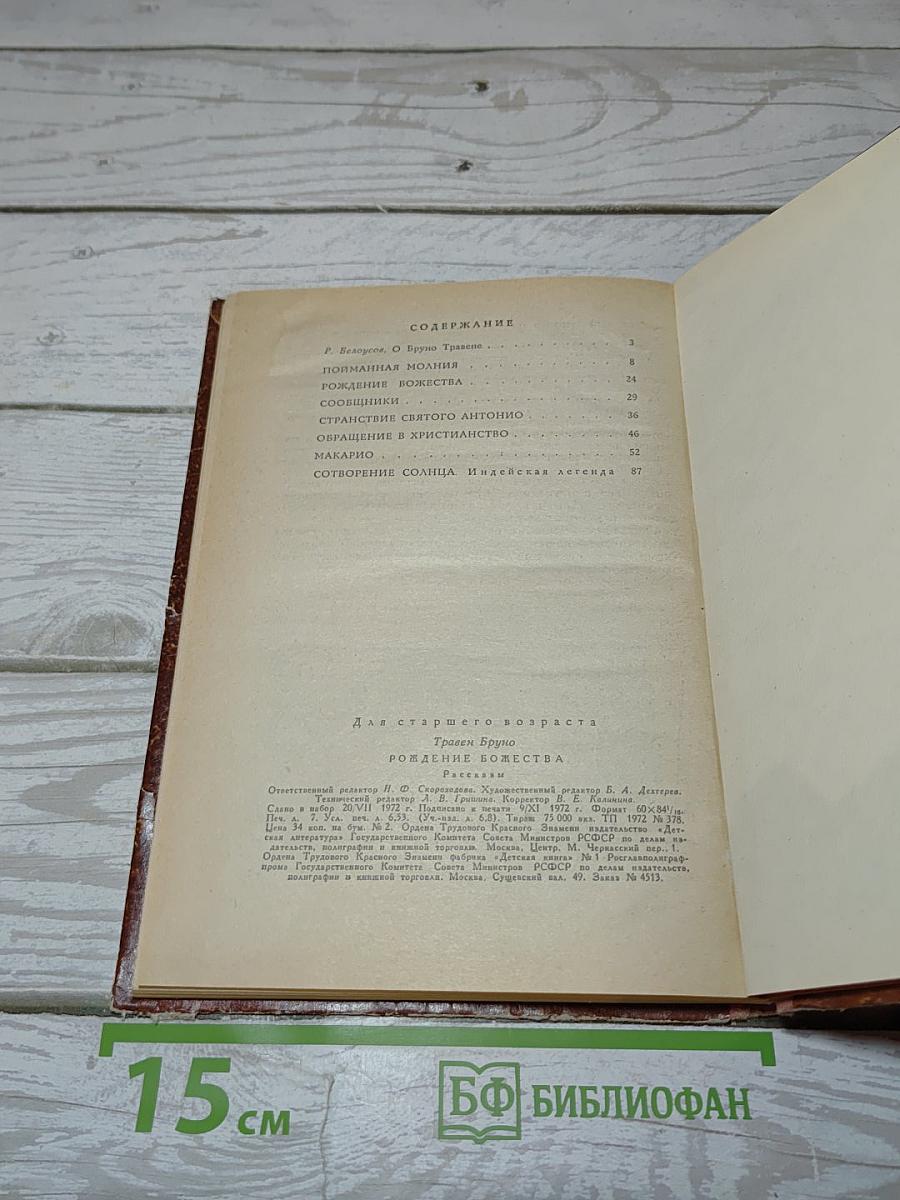 СОДЕРЖАНИЕ
Р. Белоусов, О Бруно Травене . . . . . . . . . . 3
ПОЙМАННАЯ МОЛНИЯ . . . . . . . . . . . 8
РОЖДЕНИЕ БОЖЕСТВА . . . . . . . . . . . 24
СООБЩНИКИ . . . . . . . . . . . . . . . 29
СТРАНСТВИЕ СВЯТОГО АНТОНИО . . . . . . . 36
ОБРАЩЕНИЕ В ХРИСТИАНСТВО . . . . . . . . 46
МАКАРИО . . . . . . . . . . . . . . . . 52
СОТВОРЕНИЕ СОЛНЦА. Индейская легенда 87
Для старшего возраста
Травен Бруно
РОЖДЕНИЕ БОЖЕСТВА
Рассказы
Ответственный редактор Н. Ф. Скороходова. Художественный редактор Б. А. Дехтерев.
Технический редактор Л. В. Гришина. Корректор В. Е. Калинина.
Сдано в набор 20/VII 1972 г. Подписано к печати 9/XI 1972 г. Формат 60×84¹/₁₆.
Печ. л. 7. Усл. печ. л. 6,53. (Уч.-изд. л. 6,8). Тираж 75 000 экз. ТП 1972 № 378.
Цена 34 коп. на бум. № 2. Ордена Трудового Красного Знамени издательство «Дет-
ская литература» Государственного Комитета Совета Министров РСФСР по делам из-
дательств, полиграфии и книжной торговли. Москва, Центр, М. Черкасский пер., 1.
Ордена Трудового Красного Знамени фабрика «Детская книга» № 1 Росглавполиграф-
прома Государственного Комитета Совета Министров РСФСР по делам издательств,
полиграфии и книжной торговли. Москва, Сущевский вал, 49. Заказ № 4513.
15 см
БФ БИБЛИОФАН